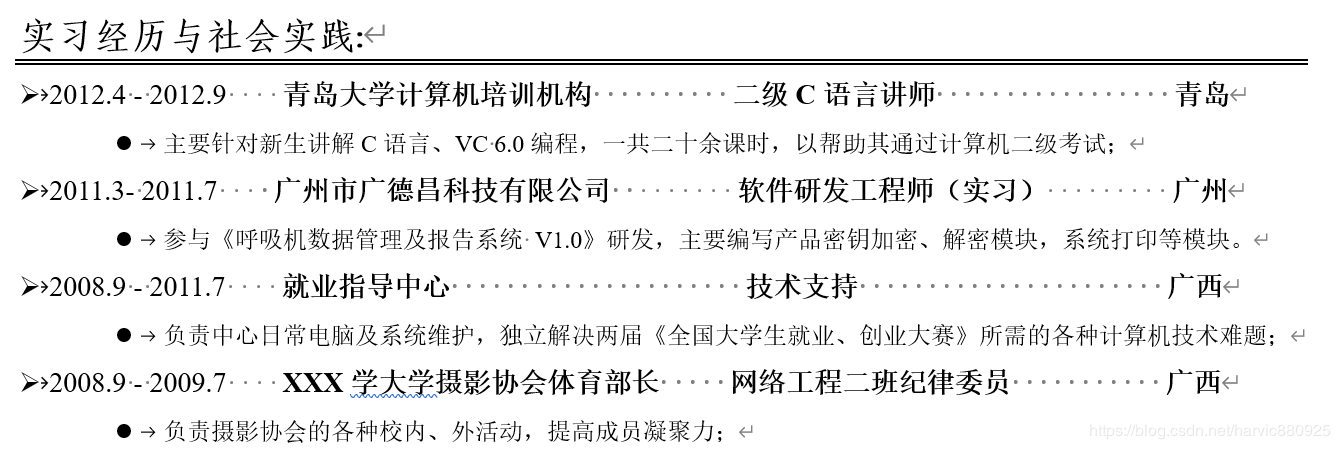 实习经历与社会实践:
2012.4 - 2012.9 青岛大学计算机培训机构 二级 C 语言讲师 青岛
主要针对新生讲解 C 语言、VC 6.0 编程，一共二十余课时，以帮助其通过计算机二级考试；
2011.3- 2011.7 广州市广德昌科技有限公司 软件研发工程师（实习） 广州
参与《呼吸机数据管理及报告系统 V1.0》研发，主要编写产品密钥加密、解密模块，系统打印等模块。
2008.9 - 2011.7 就业指导中心 技术支持 广西
负责中心日常电脑及系统维护，独立解决两届《全国大学生就业、创业大赛》所需的各种计算机技术难题；
2008.9 - 2009.7 XXX 学大学摄影协会体育部长 网络工程二班纪律委员 广西
负责摄影协会的各种校内、外活动，提高成员凝聚力；
https://blog.csdn.net/harvic880925